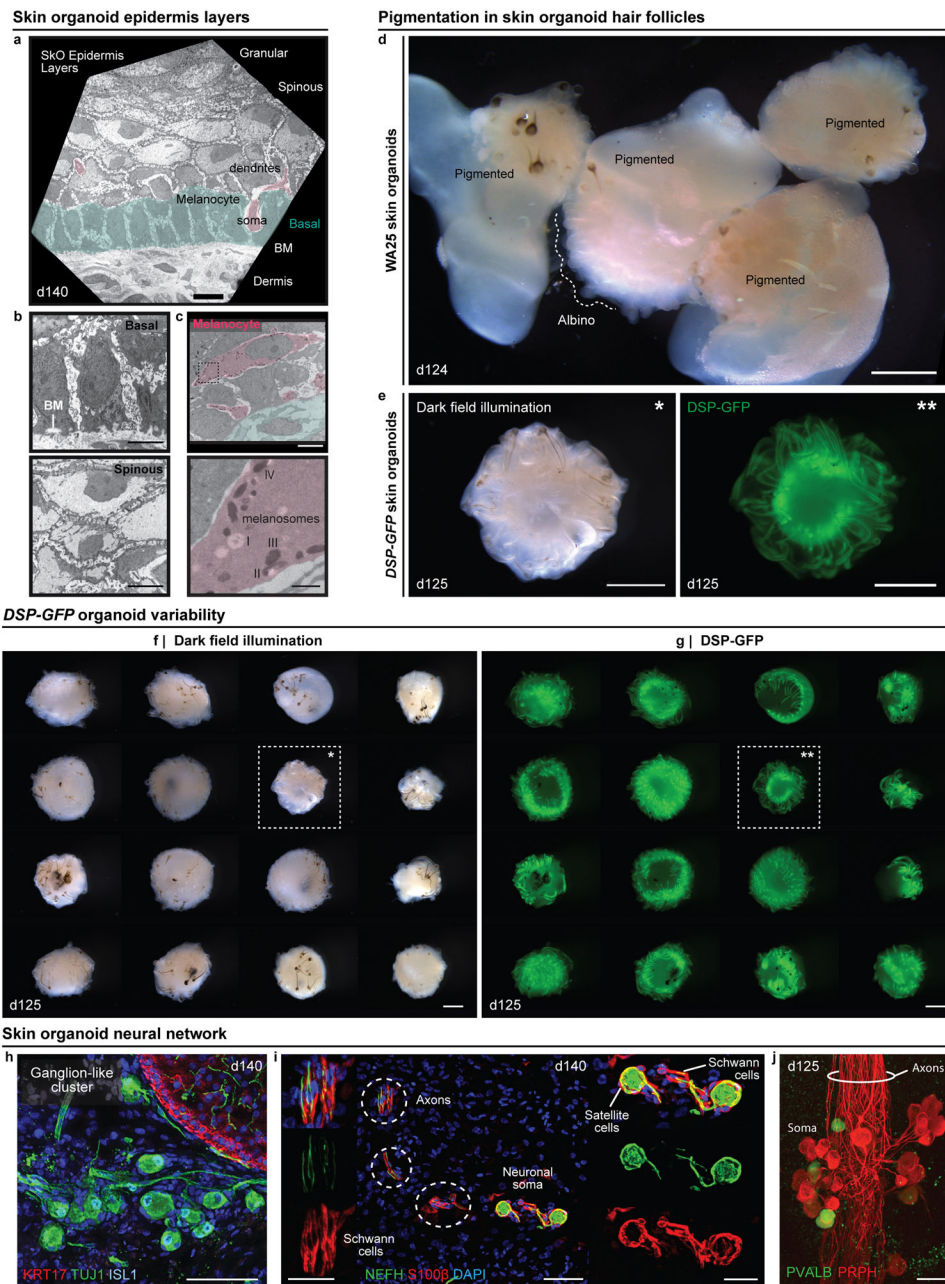 Skin organoid epidermis layers
a
SkO Epidermis
Layers
Granular
Spinous
dendrites
Melanocyte
soma
Basal
BM
Dermis
d140
b
Basal
BM
Spinous
c
Melanocyte
IV
melanosomes
I
III
II
Pigmentation in skin organoid hair follicles
d
WA25 skin organoids
Pigmented
Pigmented
Pigmented
Pigmented
Albino
d124
e
DSP-GFP skin organoids
Dark field illumination
*
d125
DSP-GFP
**
d125
DSP-GFP organoid variability
f | Dark field illumination
*
d125
g | DSP-GFP
**
d125
Skin organoid neural network
h
d140
Ganglion-like
cluster
KRT17 TUJ1 ISL1
i
d140
Axons
Neuronal
soma
Schwann
cells
NEFH S100β DAPI
Schwann
cells
Satellite
cells
j
d125
Axons
Soma
PVALB PRPH